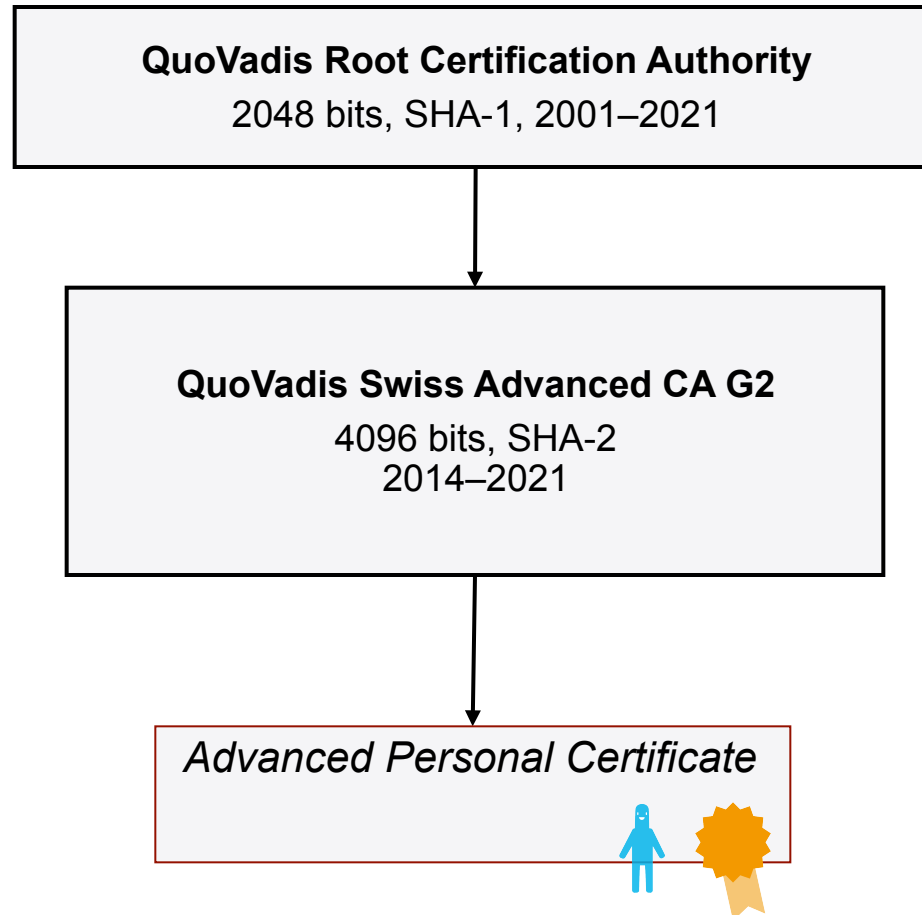 QuoVadis Root Certification Authority
2048 bits, SHA-1, 2001–2021
QuoVadis Swiss Advanced CA G2
4096 bits, SHA-2
2014–2021
Advanced Personal Certificate